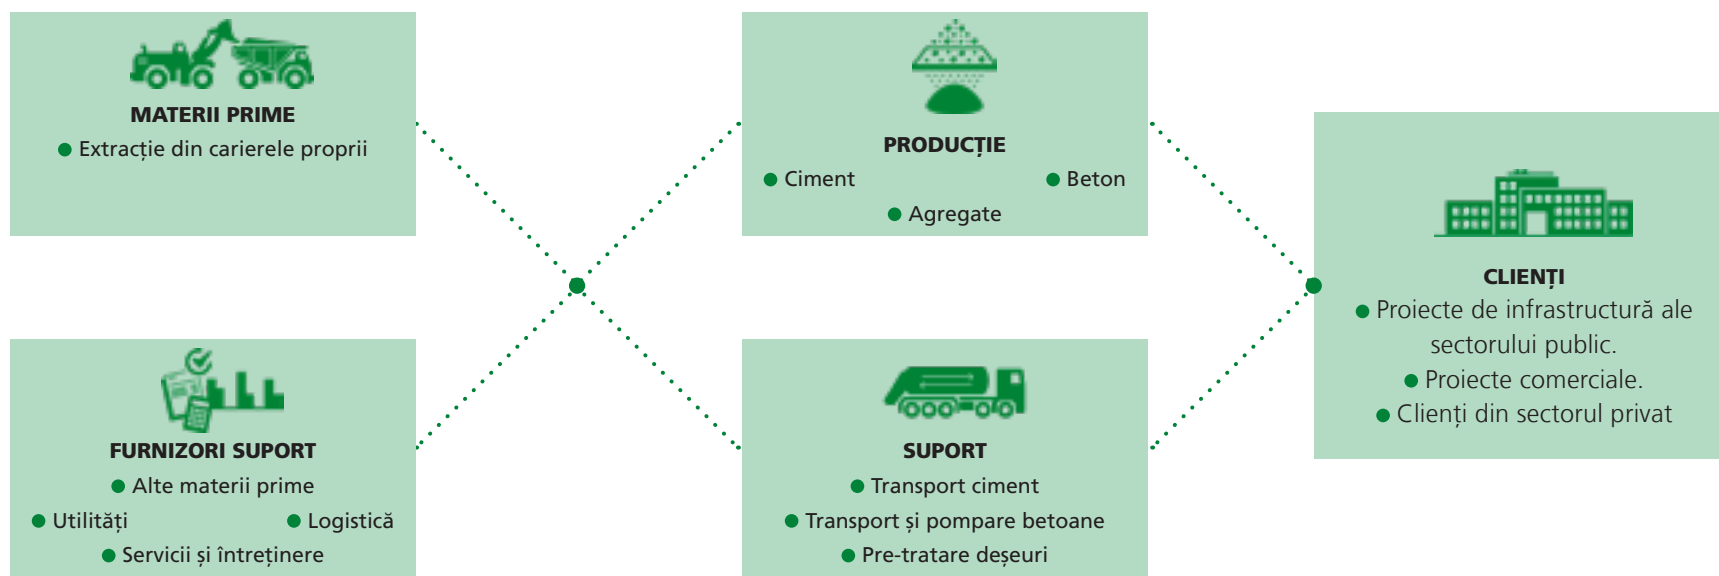 MATERII PRIME
● Extracție din carierele proprii
FURNIZORI SUPORT
● Alte materii prime
● Utilități ● Logistică
● Servicii și întreținere
PRODUCȚIE
● Ciment ● Beton
● Agregate
SUPORT
● Transport ciment
● Transport și pompare betoane
● Pre-tratare deșeuri
CLIENȚI
● Proiecte de infrastructură ale
sectorului public.
● Proiecte comerciale.
● Clienți din sectorul privat